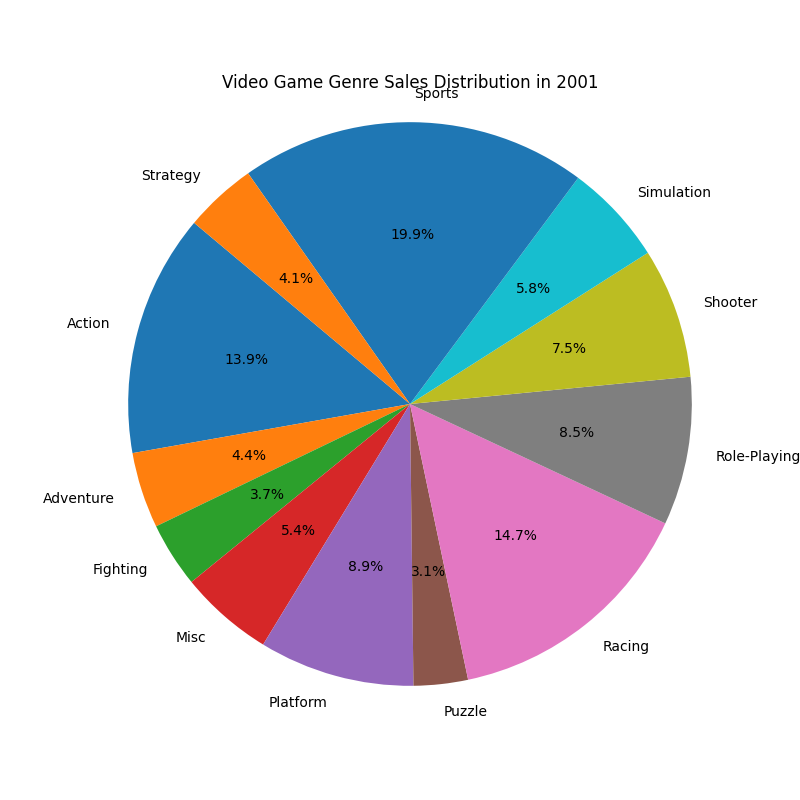 Video Game Genre Sales Distribution in 2001
Sports
Strategy
Simulation
19.9%
4.1%
5.8%
Shooter
Action
13.9%
7.5%
8.5%
Role-Playing
4.4%
Adventure
3.7%
5.4%
14.7%
Fighting
8.9%
3.1%
Misc
Racing
Platform
Puzzle